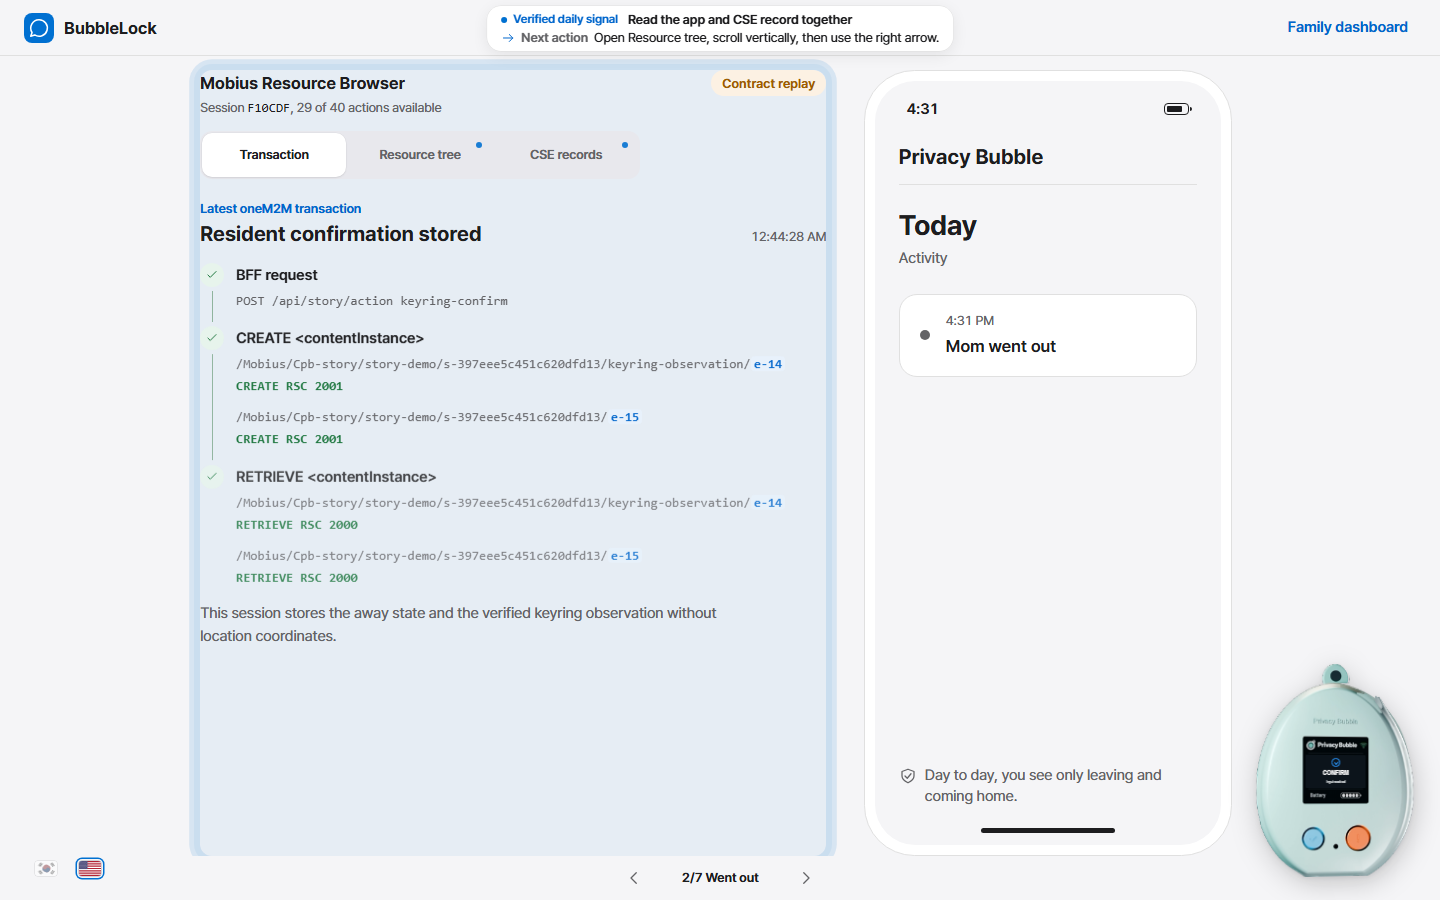 BubbleLock
Verified daily signal Read the app and CSE record together
Next action Open Resource tree, scroll vertically, then use the right arrow.
Family dashboard
Mobius Resource Browser
Contract replay
Session F10CDF, 29 of 40 actions available
Transaction
Resource tree
CSE records
Latest oneM2M transaction
Resident confirmation stored
12:44:28 AM
BFF request
POST /api/story/action keyring-confirm
CREATE <contentInstance>
/Mobius/Cpb-story/story-demo/s-397eee5c451c620dfd13/keyring-observation/ e-14
CREATE RSC 2001
/Mobius/Cpb-story/story-demo/s-397eee5c451c620dfd13/ e-15
CREATE RSC 2001
RETRIEVE <contentInstance>
/Mobius/Cpb-story/story-demo/s-397eee5c451c620dfd13/keyring-observation/ e-14
RETRIEVE RSC 2000
/Mobius/Cpb-story/story-demo/s-397eee5c451c620dfd13/ e-15
RETRIEVE RSC 2000
This session stores the away state and the verified keyring observation without
location coordinates.
4:31
Privacy Bubble
Today
Activity
4:31 PM
Mom went out
Day to day, you see only leaving and
coming home.
Privacy Bubble
Privacy Bubble
CONFIRM
Battery
2/7 Went out